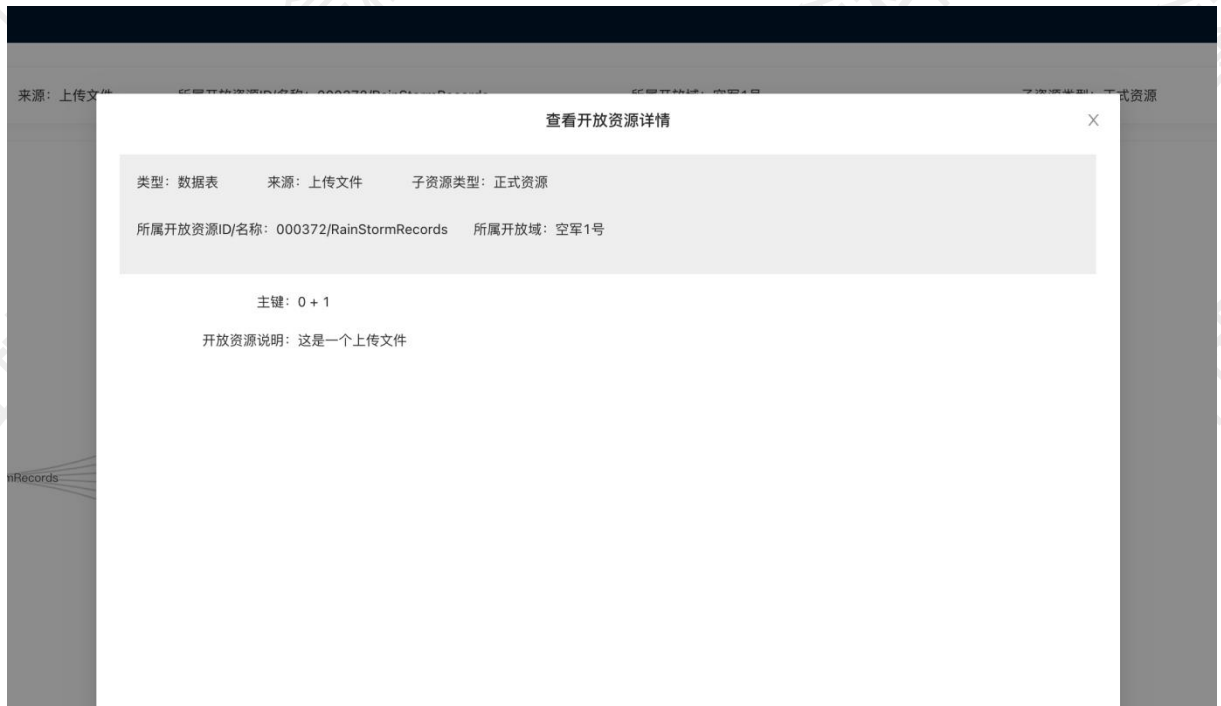 来源：上传文件
查看开放资源详情
X
类型：数据表 来源：上传文件 子资源类型：正式资源
所属开放资源ID/名称：000372/RainStormRecords 所属开放域：空军1号
主键：0 + 1
开放资源说明：这是一个上传文件
mRecords